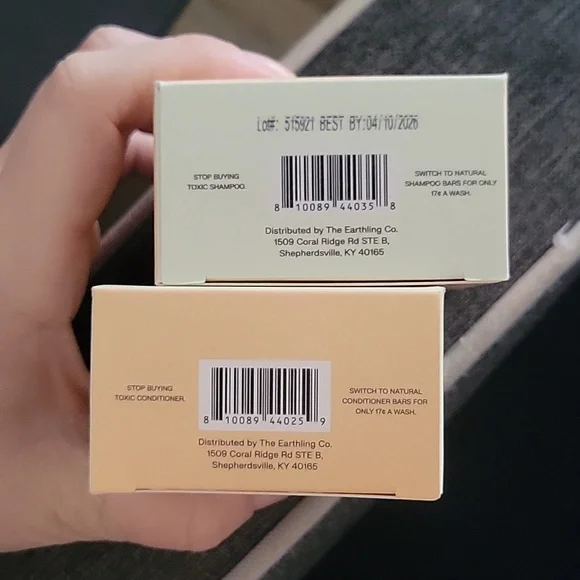 Lot#: 515921 BEST BY:04/10/2026
STOP BUYING
TOXIC SHAMPOO.
8 10089 44035 8
SWITCH TO NATURAL
SHAMPOO BARS FOR ONLY
17¢ A WASH.
Distributed by The Earthling Co.
1509 Coral Ridge Rd STE B,
Shepherdsville, KY 40165
STOP BUYING
TOXIC CONDITIONER.
8 10089 44025 9
SWITCH TO NATURAL
CONDITIONER BARS FOR
ONLY 17¢ A WASH.
Distributed by The Earthling Co.
1509 Coral Ridge Rd STE B,
Shepherdsville, KY 40165